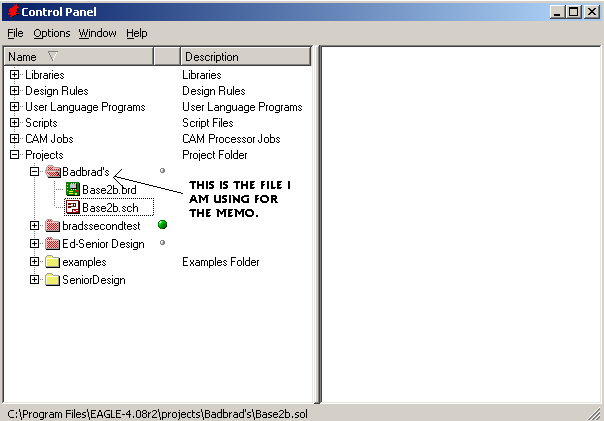 Control Panel
File Options Window Help
Name Description
Libraries Libraries
Design Rules Design Rules
User Language Programs User Language Programs
Scripts Script Files
CAM Jobs CAM Processor Jobs
Projects Project Folder
Badbrad's
THIS IS THE FILE I
Base2b.brd
AM USING FOR
Base2b.sch
THE MEMO.
bradssecondtest
Ed-Senior Design
examples Examples Folder
SeniorDesign
C:\Program Files\EAGLE-4.08r2\projects\Badbrad's\Base2b.sol